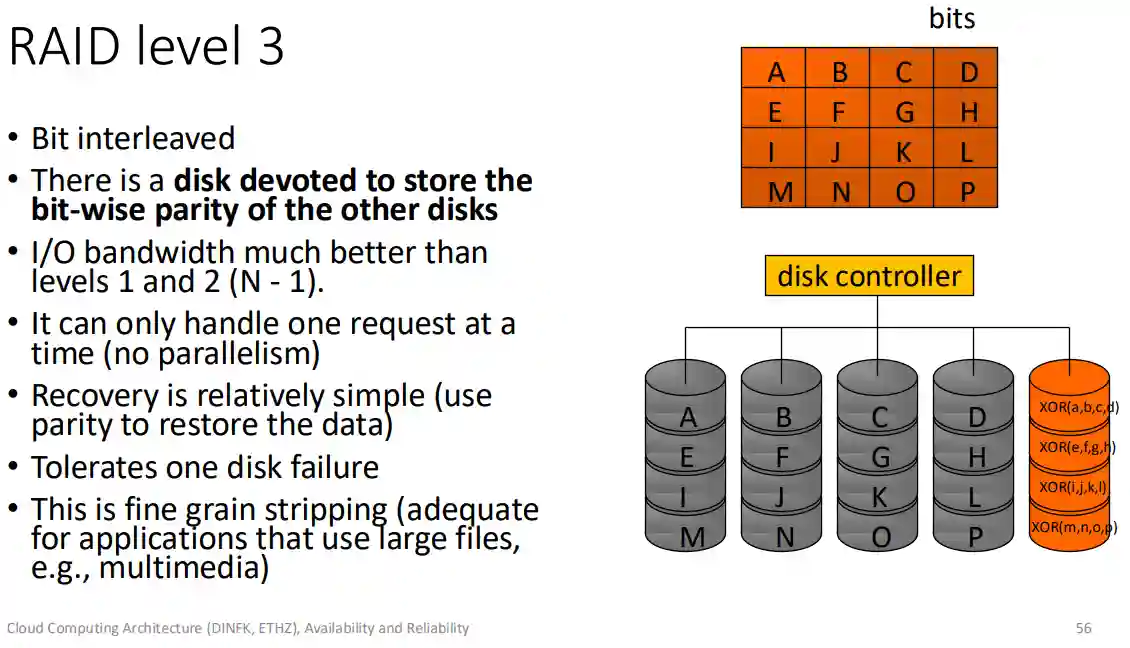 RAID level 3
• Bit interleaved
• There is a disk devoted to store the
bit-wise parity of the other disks
• I/O bandwidth much better than
levels 1 and 2 (N - 1).
• It can only handle one request at a
time (no parallelism)
• Recovery is relatively simple (use
parity to restore the data)
• Tolerates one disk failure
• This is fine grain stripping (adequate
for applications that use large files,
e.g., multimedia)
bits
A B C D
E F G H
I J K L
M N O P
disk controller
A B C D XOR(a,b,c,d)
E F G H XOR(e,f,g,h)
I J K L XOR(i,j,k,l)
M N O P XOR(m,n,o,p)
Cloud Computing Architecture (DINFK, ETHZ), Availability and Reliability
56